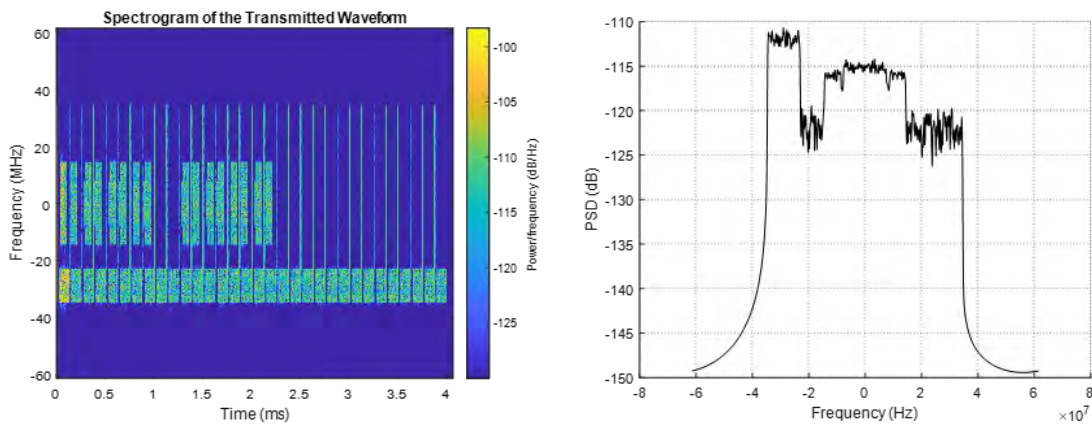 Spectrogram of the Transmitted Waveform
60
40
20
0
-20
-40
-60
Frequency (MHz)
0 0.5 1 1.5 2 2.5 3 3.5 4
Time (ms)
-100
-105
-110
-115
-120
-125
Power/frequency (dB/Hz)
-110
-115
-120
-125
-130
-135
-140
-145
-150
PSD (dB)
-8 -6 -4 -2 0 2 4 6 8
Frequency (Hz)
×10⁷